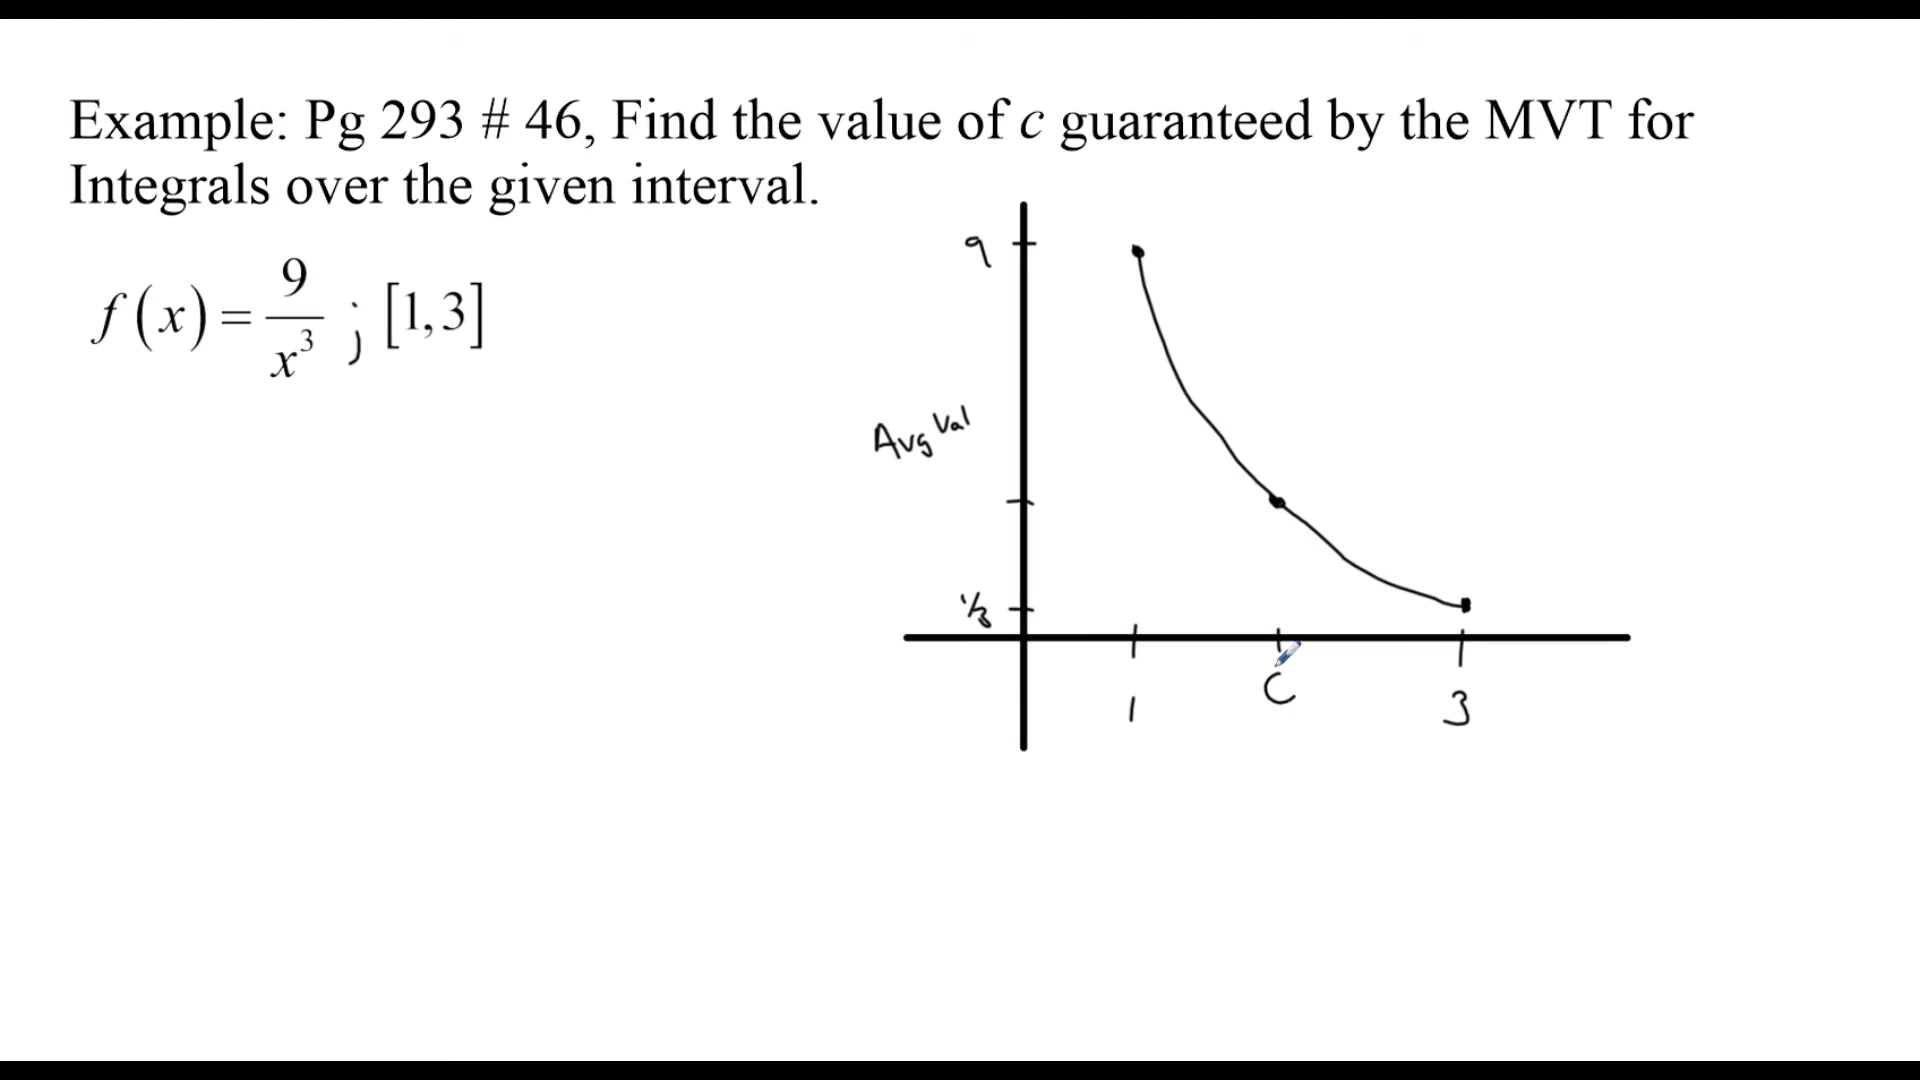 Example: Pg 293 # 46, Find the value of c guaranteed by the MVT for
Integrals over the given interval.
f(x) = 9/x³ ; [1,3]
9
Avg Val
1/3
1 C 3